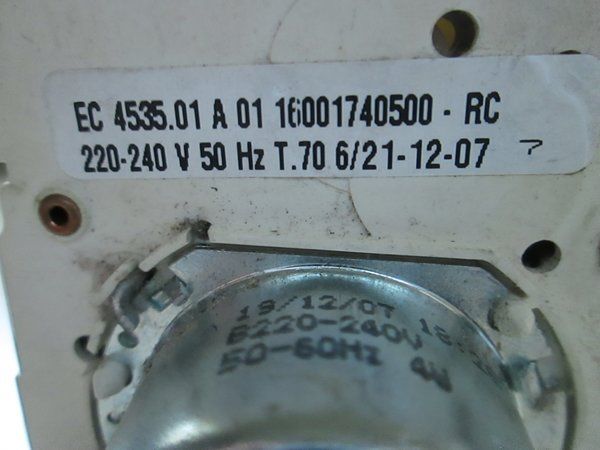 EC 4535.01 A 01 16001740500 - RC
220-240 V 50 Hz T.70 6/21-12-07 7
19/12/07
B220-240V
50-60Hz 4W